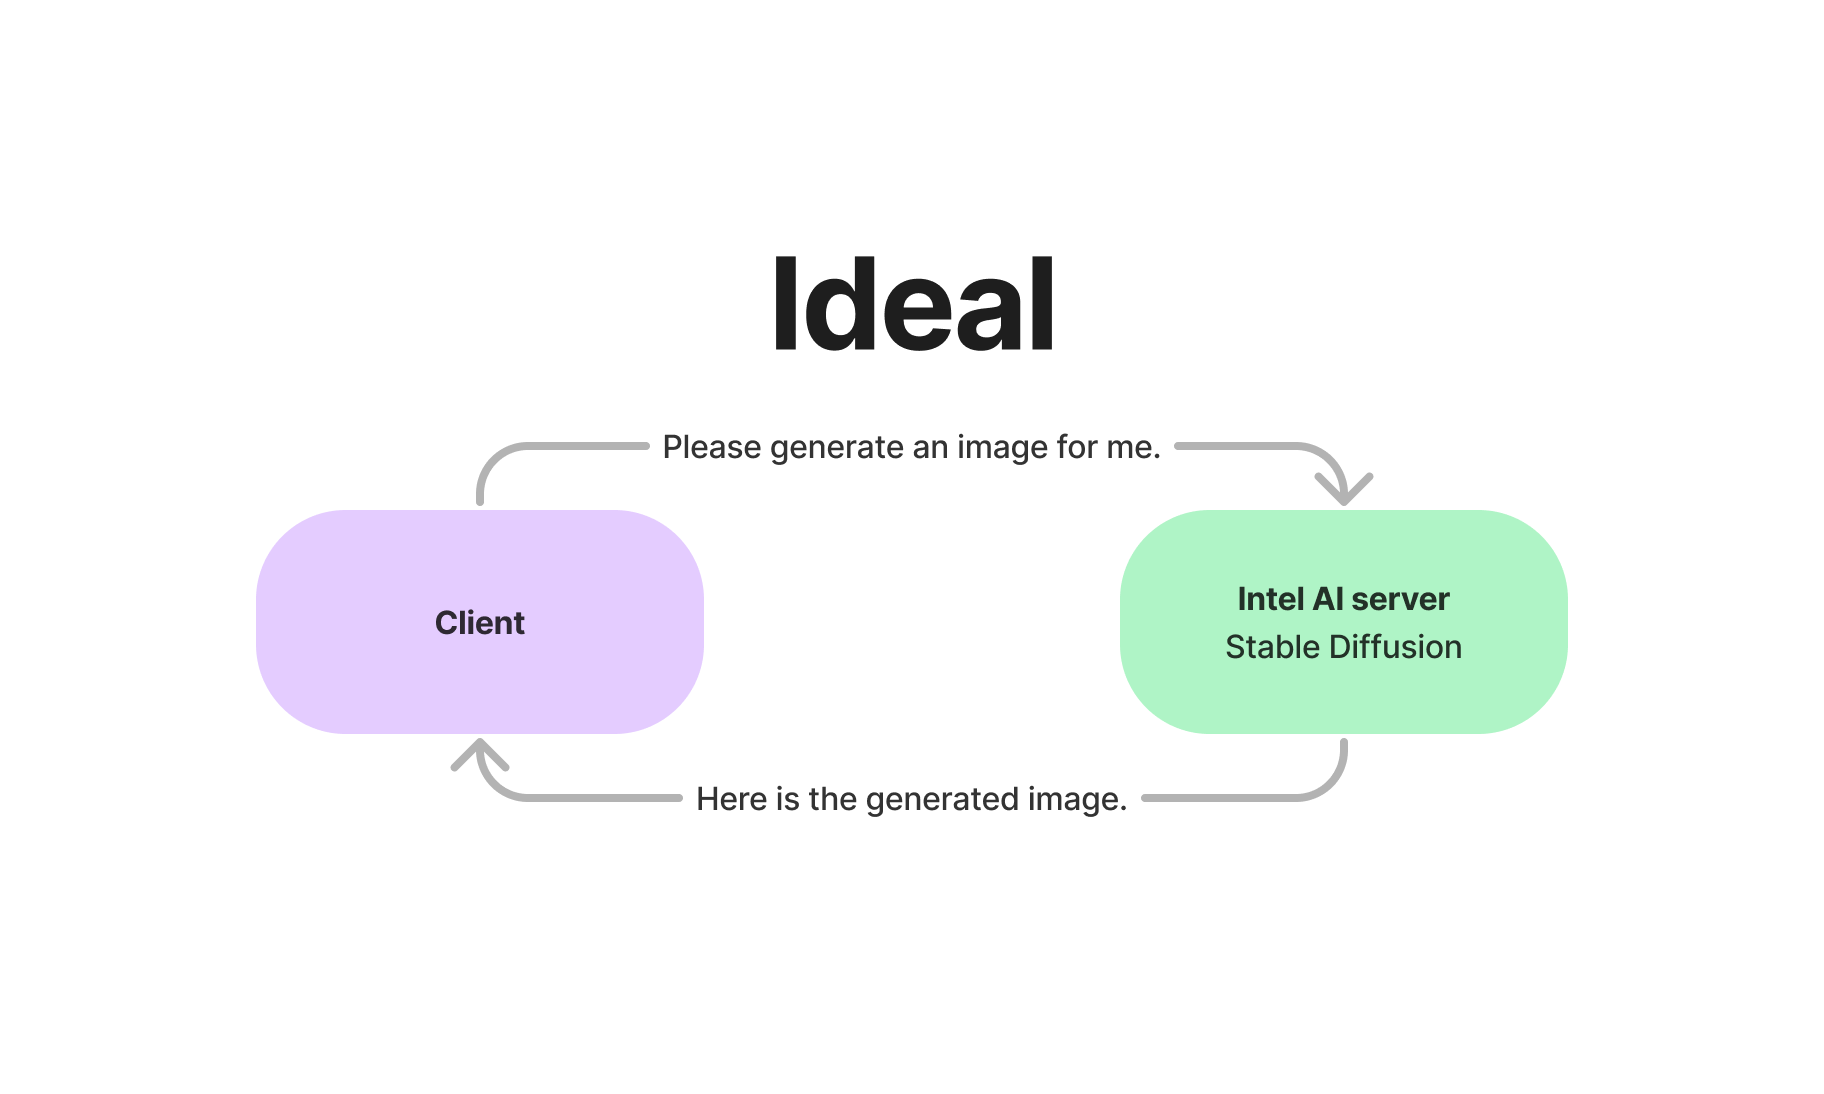 Ideal
Please generate an image for me.
Client
Intel AI server
Stable Diffusion
Here is the generated image.